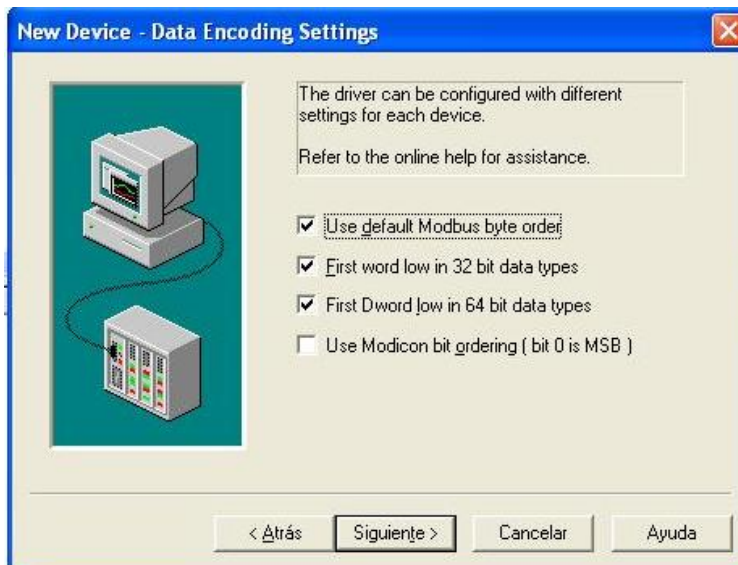 New Device - Data Encoding Settings
The driver can be configured with different
settings for each device.
Refer to the online help for assistance.
Use default Modbus byte order
First word low in 32 bit data types
First Dword low in 64 bit data types
Use Modicon bit ordering ( bit 0 is MSB )
< Atrás
Siguiente >
Cancelar
Ayuda